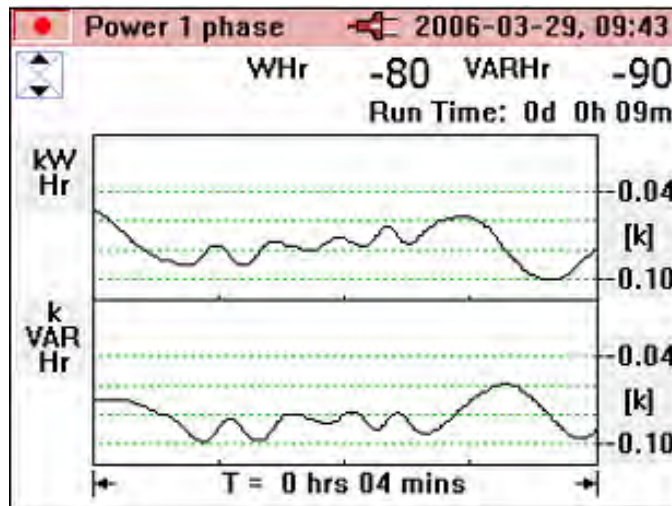 Power 1 phase 2006-03-29, 09:43
WHr -80 VARHr -90
Run Time: 0d 0h 09m
kW
Hr
-0.04
[k]
-0.10
k
VAR
Hr
-0.04
[k]
-0.10
T = 0 hrs 04 mins